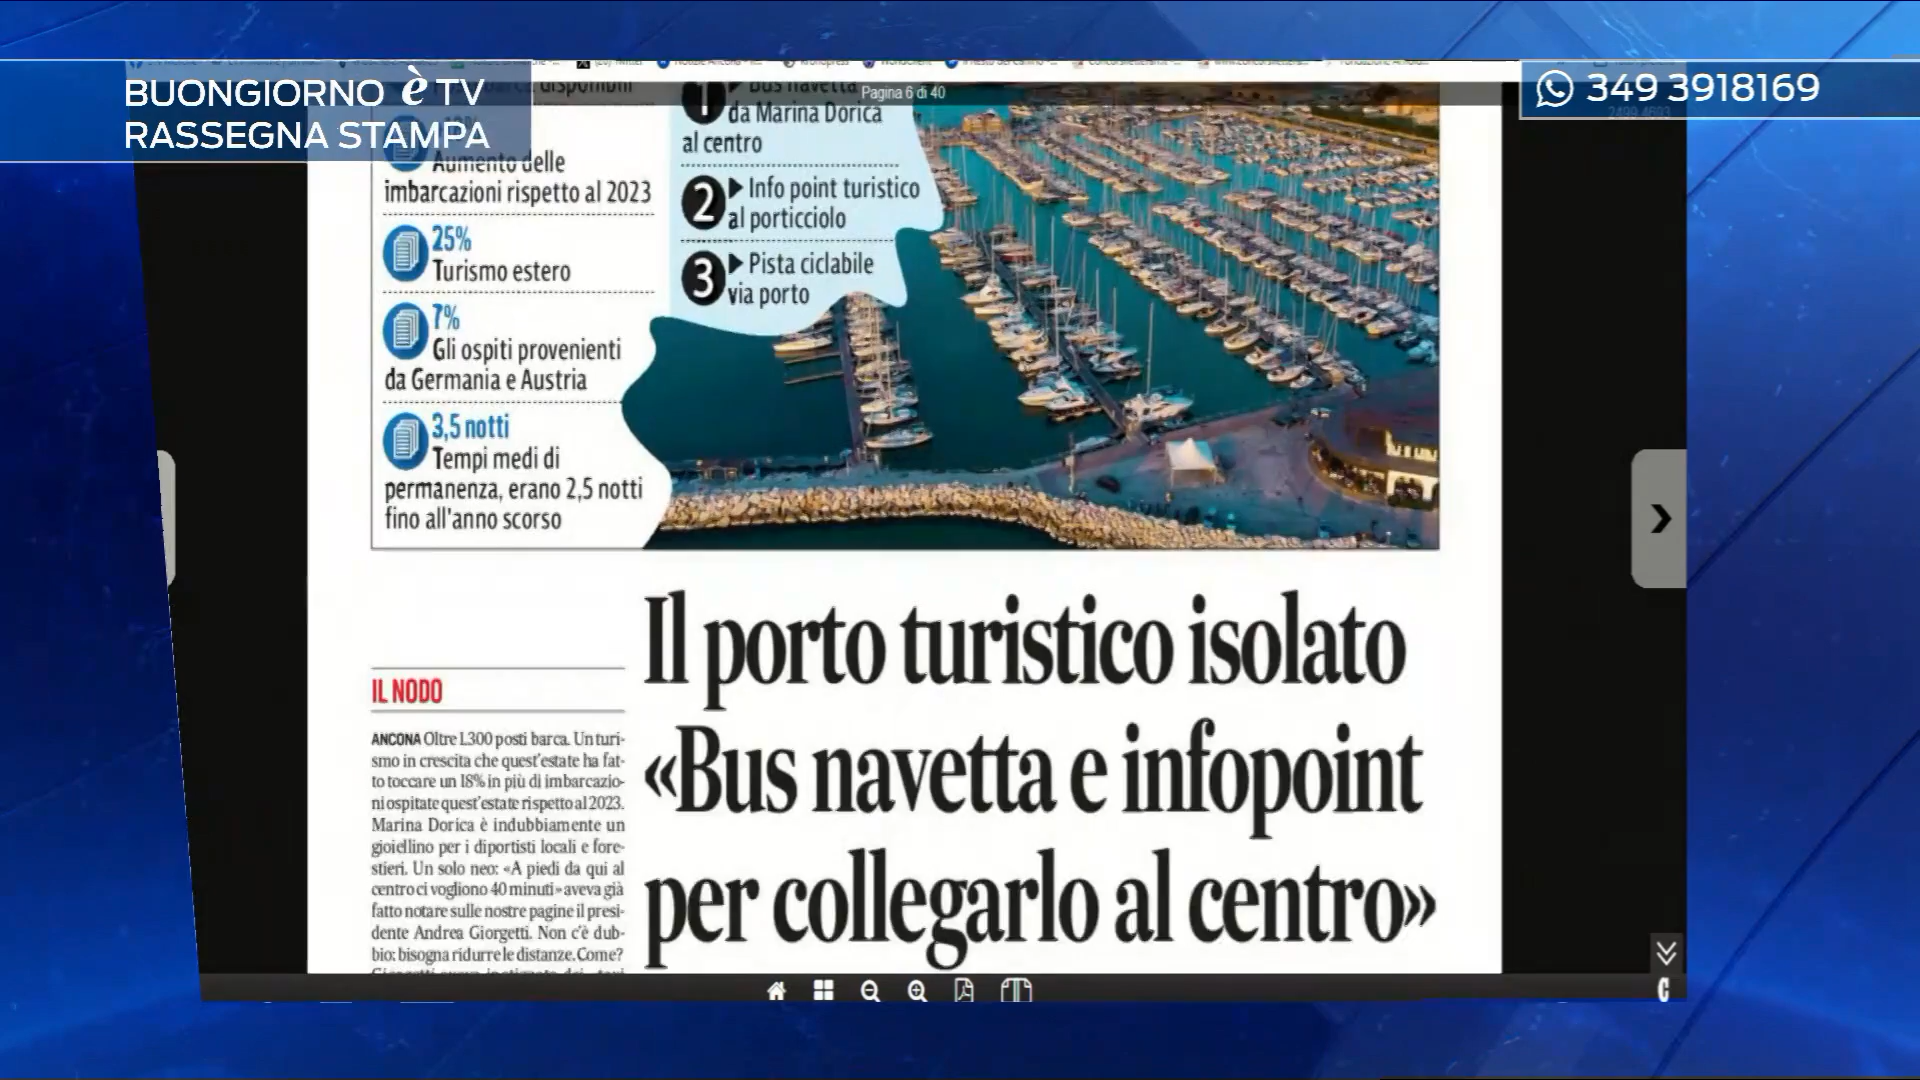 BUONGIORNO è TV
RASSEGNA STAMPA
349 3918169
Pagina 6 di 40
Aumento delle
imbarcazioni rispetto al 2023
25%
Turismo estero
7%
Gli ospiti provenienti
da Germania e Austria
3,5 notti
Tempi medi di
permanenza, erano 2,5 notti
fino all'anno scorso
1 Bus navetta
da Marina Dorica
al centro
2 Info point turistico
al porticciolo
3 Pista ciclabile
via porto
Il porto turistico isolato
«Bus navetta e infopoint
per collegarlo al centro»
IL NODO
ANCONA Oltre 1.300 posti barca. Un turi-
smo in crescita che quest'estate ha fat-
to toccare un 18% in più di imbarcazio-
ni ospitate quest'estate rispetto al 2023.
Marina Dorica è indubbiamente un
gioiellino per i diportisti locali e fore-
stieri. Un solo neo: «A piedi da qui al
centro ci vogliono 40 minuti» aveva già
fatto notare sulle nostre pagine il presi-
dente Andrea Giorgetti. Non c'è dub-
bio: bisogna ridurre le distanze. Come?